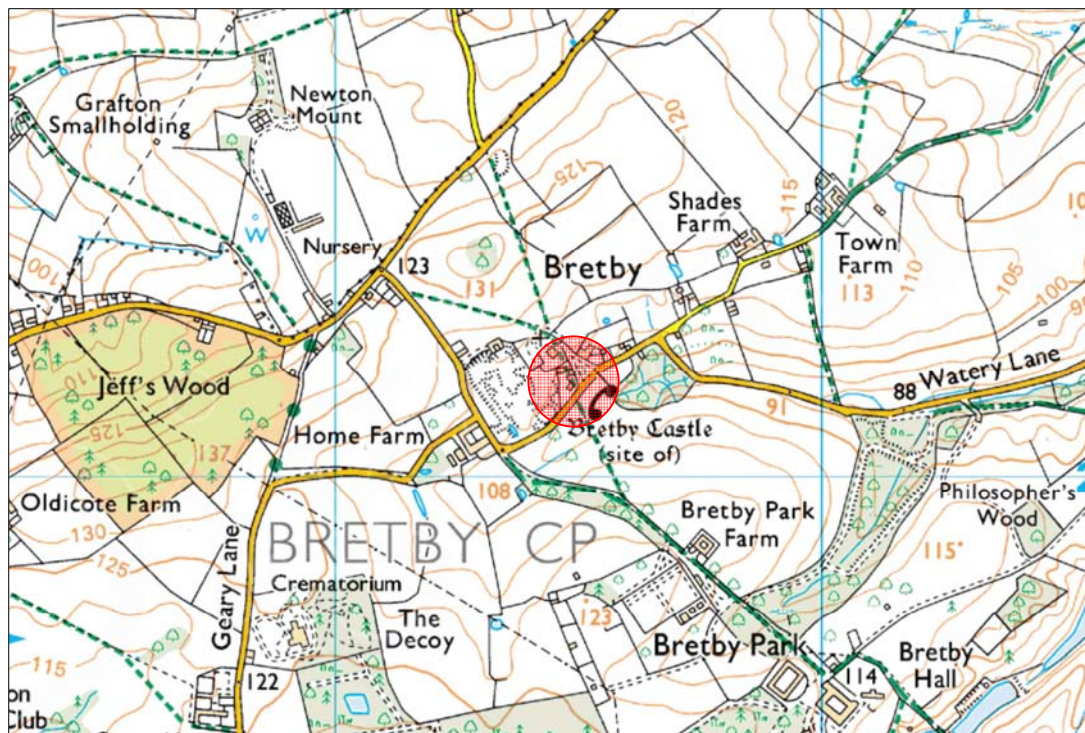 Grafton
Smallholding
Newton
Mount
Nursery
123
Bretby
131
125
120
Shades
Farm
115
Town
Farm
113
110
105
100
W
100
110
Jeff's Wood
125
137
Home Farm
Bretby Castle
(site of)
91
88
Watery Lane
Oldicote Farm
130
125
108
Philosopher's
Wood
Bretby Park
Farm
115
BRETBY CP
Geary Lane
Crematorium
The
Decoy
123
Bretby Park
Bretby
Hall
114
115
122
Club